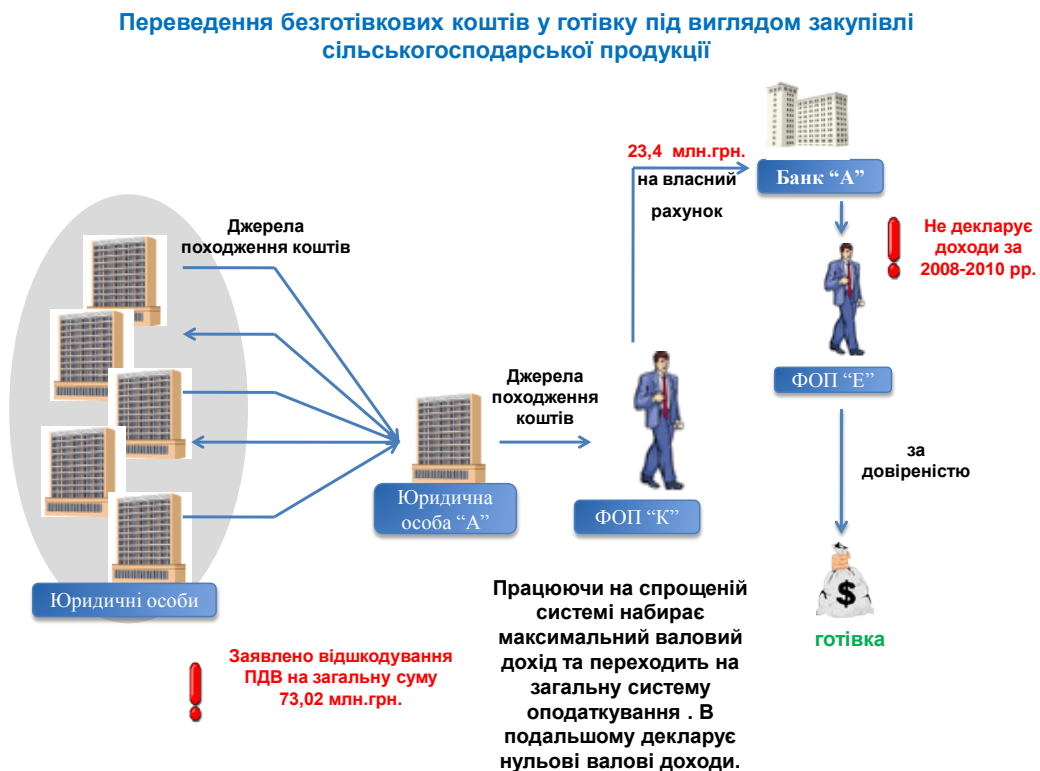 Переведення безготівкових коштів у готівку під виглядом закупівлі
сільськогосподарської продукції
23,4 млн.грн.
на власний
рахунок
Банк “А”
Не декларує
доходи за
2008-2010 рр.
Джерела
походження коштів
ФОП “Е”
Джерела
походження
коштів
за
довіреністю
Юридична
особа “А”
ФОП “К”
Юридичні особи
$
готівка
Заявлено відшкодування
ПДВ на загальну суму
73,02 млн.грн.
Працюючи на спрощеній
системі набирає
максимальний валовий
дохід та переходить на
загальну систему
оподаткування . В
подальшому декларує
нульові валові доходи.